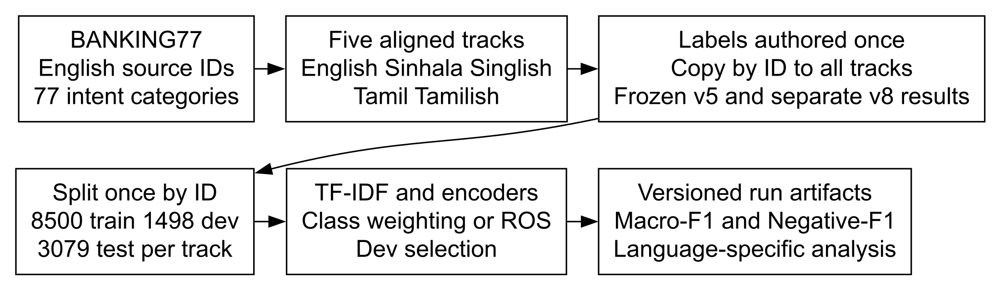 BANKING77
English source IDs
77 intent categories
Five aligned tracks
English Sinhala Singlish
Tamil Tamilish
Labels authored once
Copy by ID to all tracks
Frozen v5 and separate v8 results
Split once by ID
8500 train 1498 dev
3079 test per track
TF-IDF and encoders
Class weighting or ROS
Dev selection
Versioned run artifacts
Macro-F1 and Negative-F1
Language-specific analysis